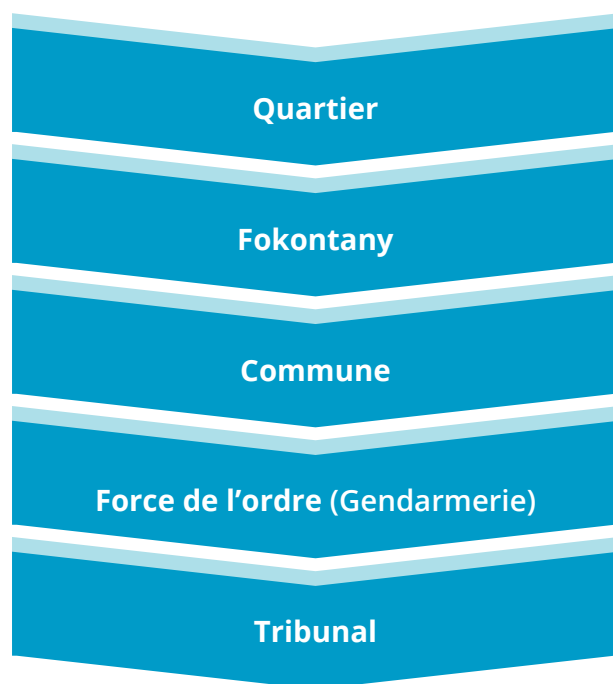 Quartier
Fokontany
Commune
Force de l’ordre (Gendarmerie)
Tribunal